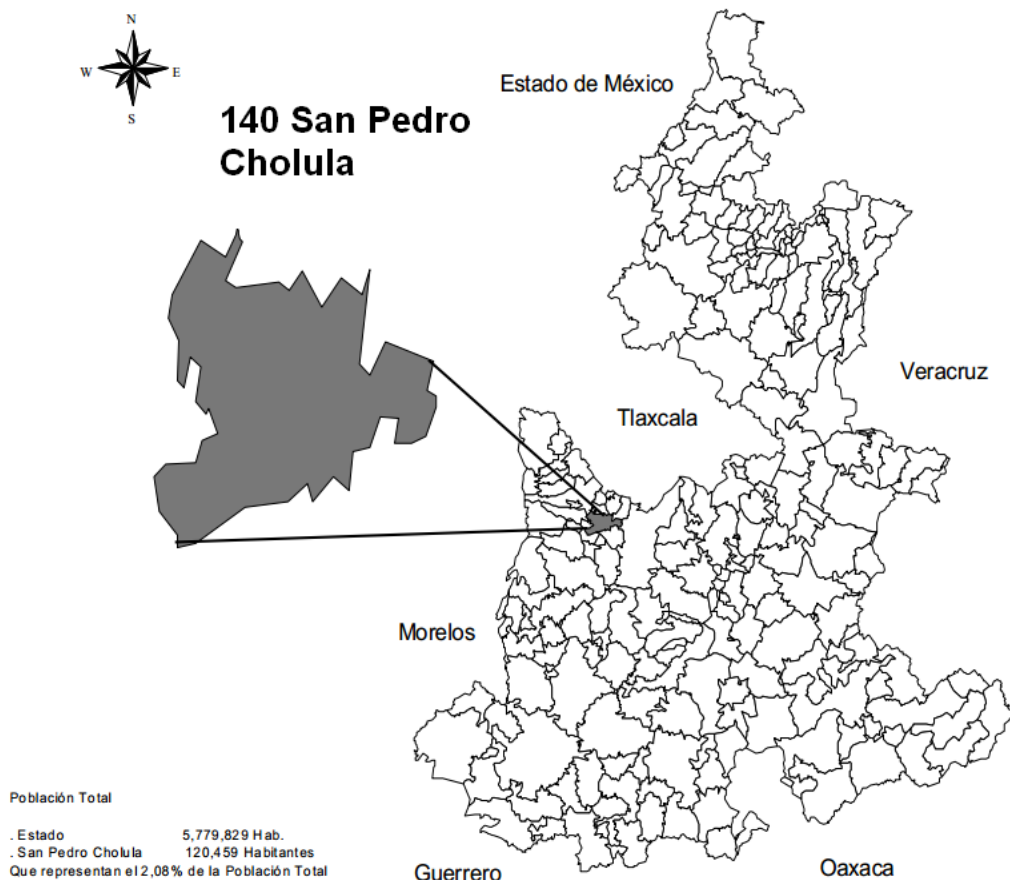 N
W E
S
Estado de México
140 San Pedro
Cholula
Veracruz
Tlaxcala
Morelos
Población Total
. Estado 5,779,829 Hab.
. San Pedro Cholula 120,459 Habitantes
Que representan el 2,08% de la Población Total
Guerrero
Oaxaca